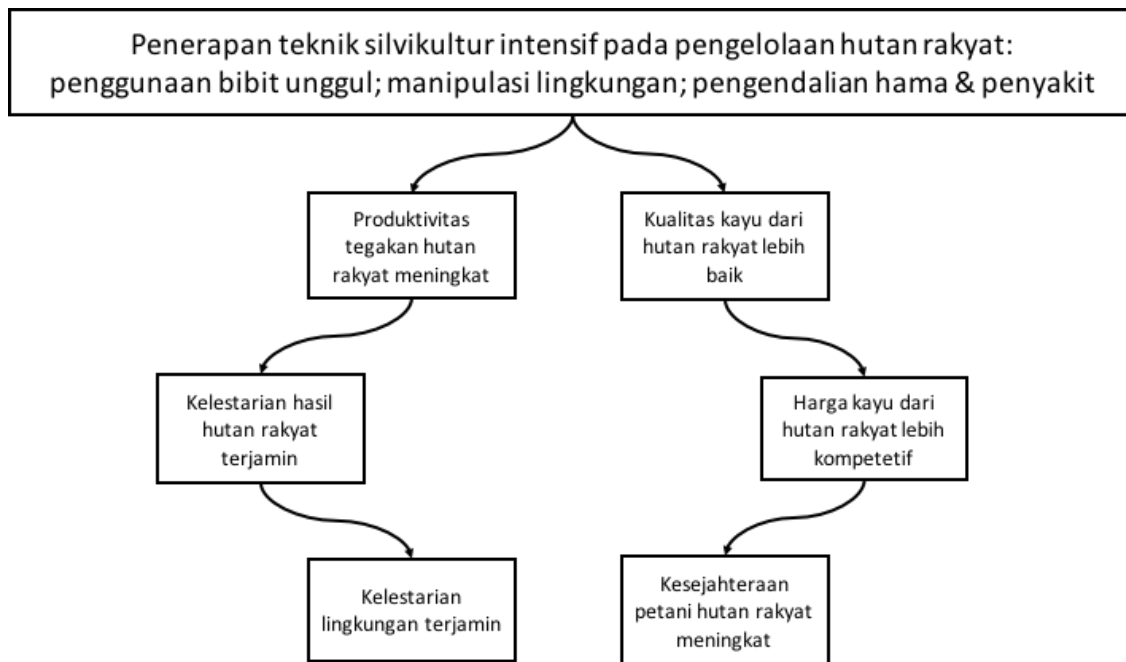 Penerapan teknik silvikultur intensif pada pengelolaan hutan rakyat:
penggunaan bibit unggul; manipulasi lingkungan; pengendalian hama & penyakit
Produktivitas
tegakan hutan
rakyat meningkat
Kualitas kayu dari
hutan rakyat lebih
baik
Kelestarian hasil
hutan rakyat
terjamin
Harga kayu dari
hutan rakyat lebih
kompetetif
Kelestarian
lingkungan terjamin
Kesejahteraan
petani hutan rakyat
meningkat